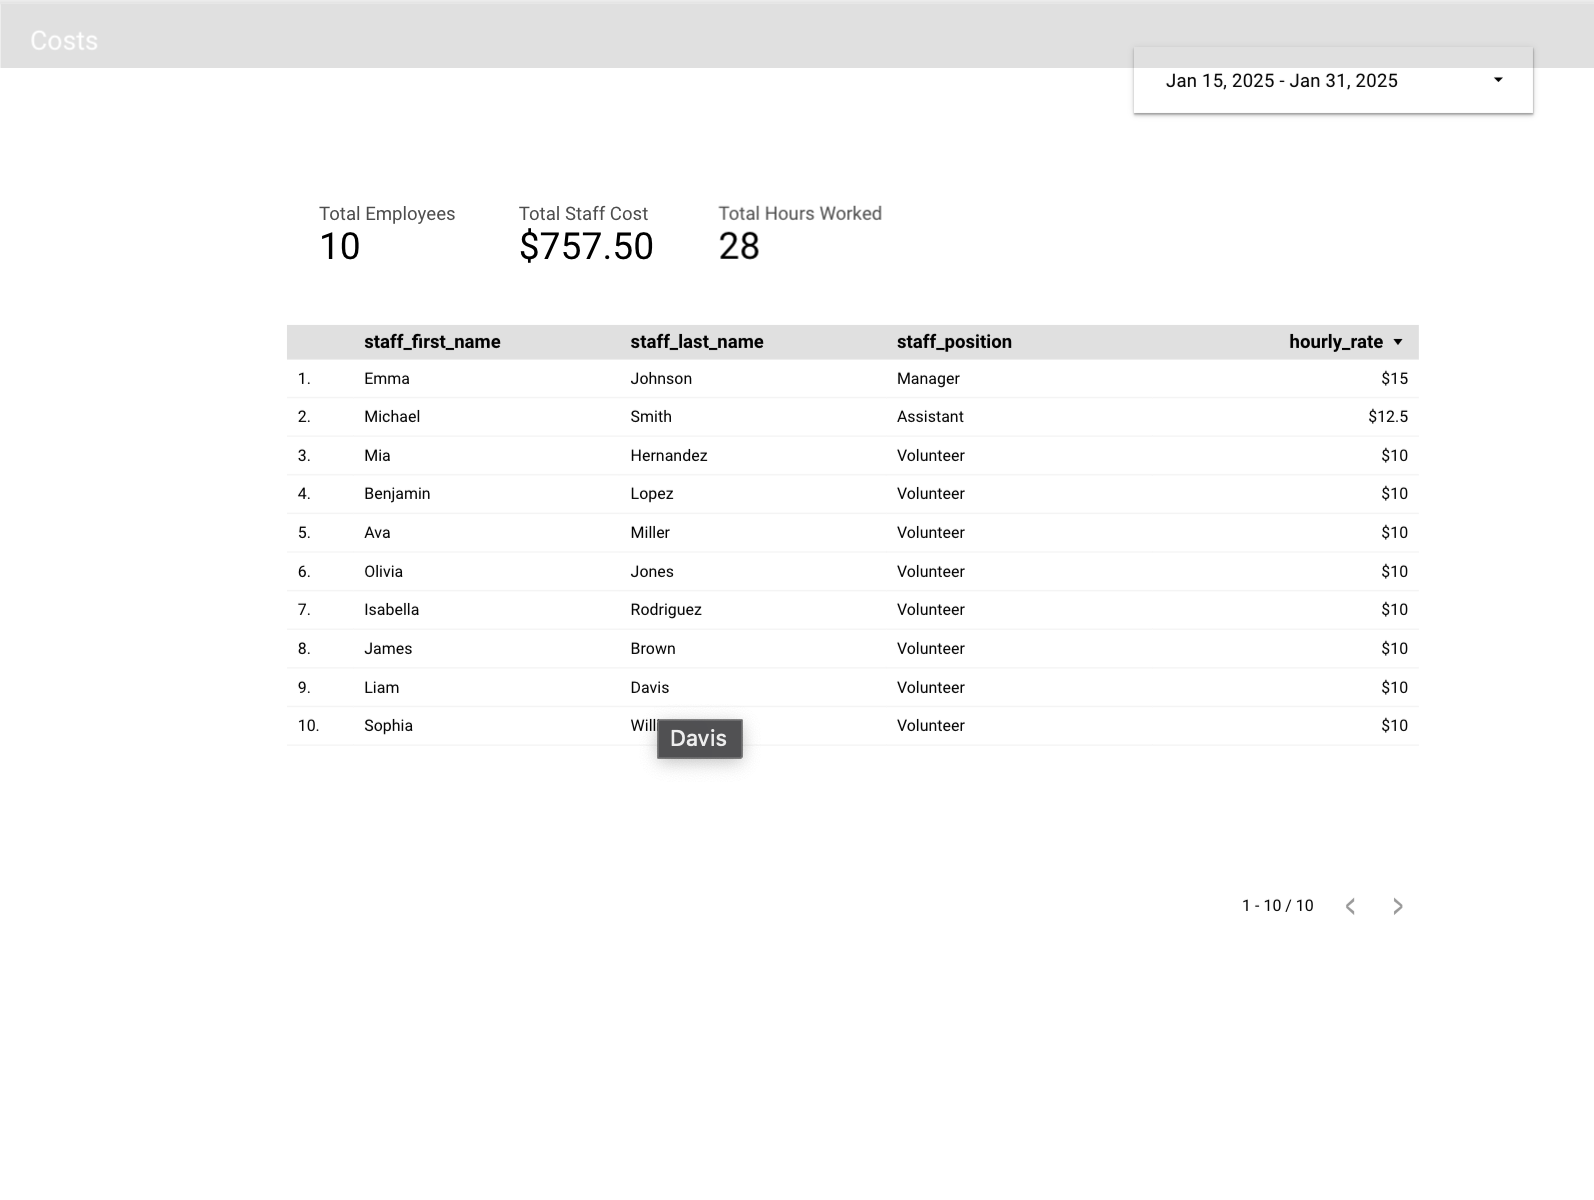 Costs
Jan 15, 2025 - Jan 31, 2025
Total Employees Total Staff Cost Total Hours Worked
10 $757.50 28
staff_first_name staff_last_name staff_position hourly_rate
1. Emma Johnson Manager $15
2. Michael Smith Assistant $12.5
3. Mia Hernandez Volunteer $10
4. Benjamin Lopez Volunteer $10
5. Ava Miller Volunteer $10
6. Olivia Jones Volunteer $10
7. Isabella Rodriguez Volunteer $10
8. James Brown Volunteer $10
9. Liam Davis Volunteer $10
10. Sophia Volunteer $10
Davis
1 - 10 / 10